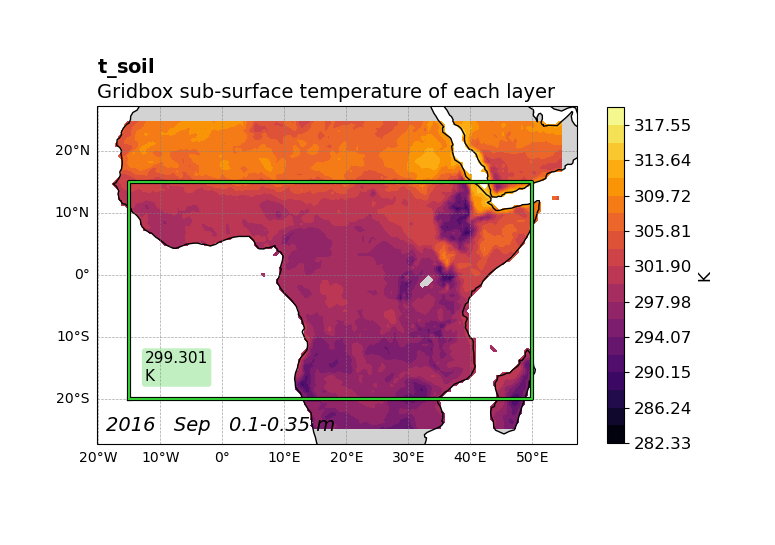 t_soil
Gridbox sub-surface temperature of each layer
20°N
10°N
0°
10°S
20°S
299.301
K
2016 Sep 0.1-0.35 m
20°W 10°W 0° 10°E 20°E 30°E 40°E 50°E
317.55
313.64
309.72
305.81
301.90
297.98
294.07
290.15
286.24
282.33
K